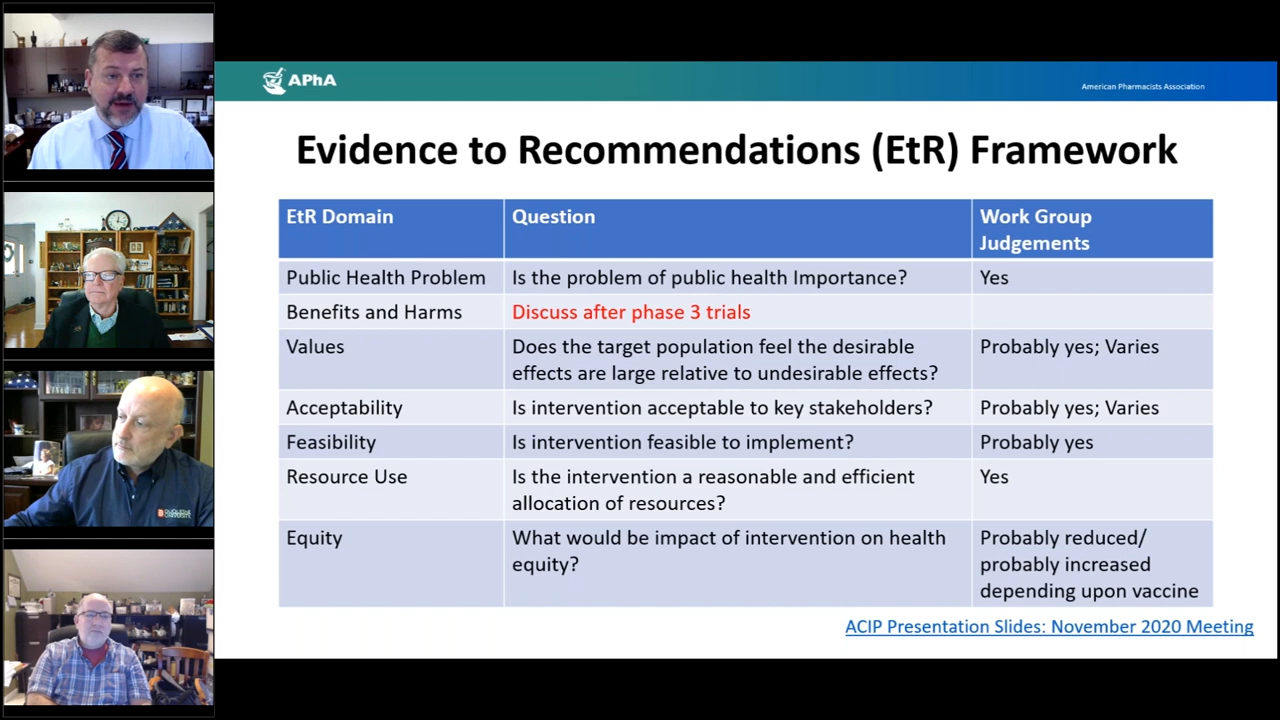 APhA
American Pharmacists Association
Evidence to Recommendations (EtR) Framework
EtR Domain
Question
Work Group
Judgements
Public Health Problem
Is the problem of public health Importance?
Yes
Benefits and Harms
Discuss after phase 3 trials
Values
Does the target population feel the desirable
effects are large relative to undesirable effects?
Probably yes; Varies
Acceptability
Is intervention acceptable to key stakeholders?
Probably yes; Varies
Feasibility
Is intervention feasible to implement?
Probably yes
Resource Use
Is the intervention a reasonable and efficient
allocation of resources?
Yes
Equity
What would be impact of intervention on health
equity?
Probably reduced/
probably increased
depending upon vaccine
ACIP Presentation Slides: November 2020 Meeting